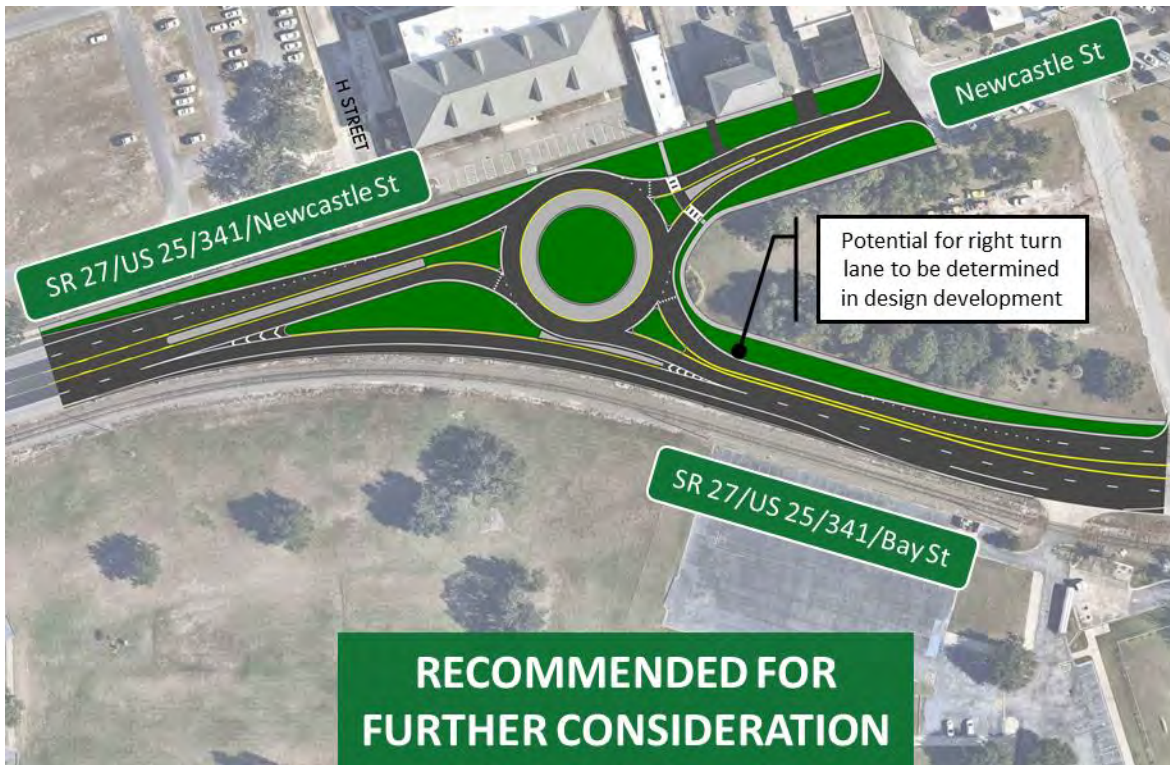 H STREET
Newcastle St
SR 27/US 25/341/Newcastle St
Potential for right turn
lane to be determined
in design development
SR 27/US 25/341/Bay St
RECOMMENDED FOR
FURTHER CONSIDERATION